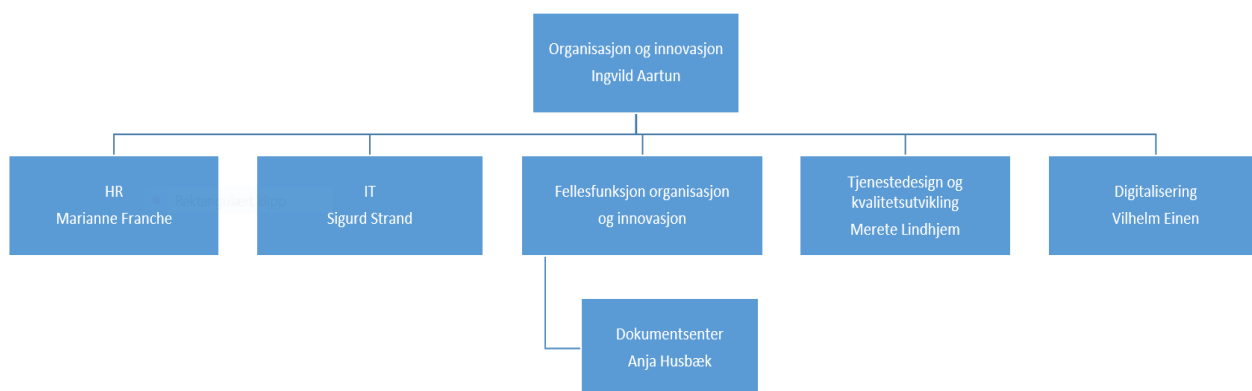 Organisasjon og innovasjon
Ingvild Aartun
HR
Marianne Franche
IT
Sigurd Strand
Fellesfunksjon organisasjon
og innovasjon
Tjenestedesign og
kvalitetsutvikling
Merete Lindhjem
Digitalisering
Vilhelm Einen
Dokumentsenter
Anja Husbæk